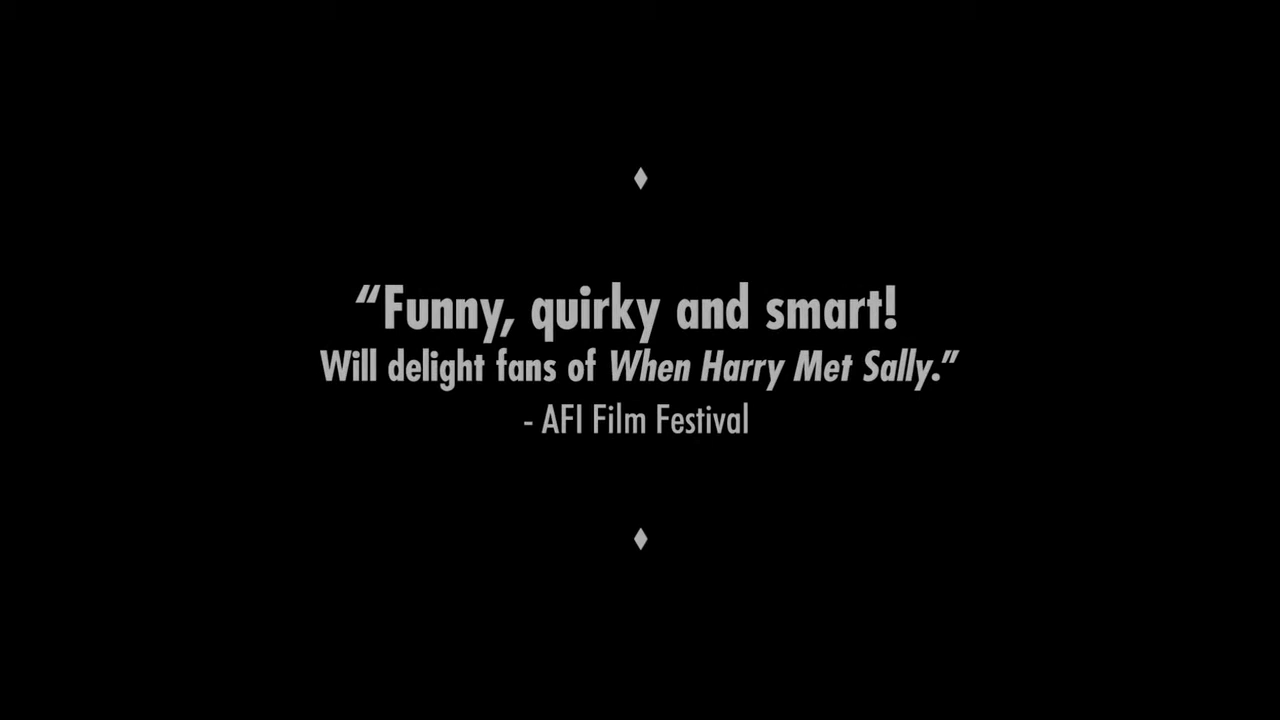 “Funny, quirky and smart!
Will delight fans of When Harry Met Sally.”
- AFI Film Festival